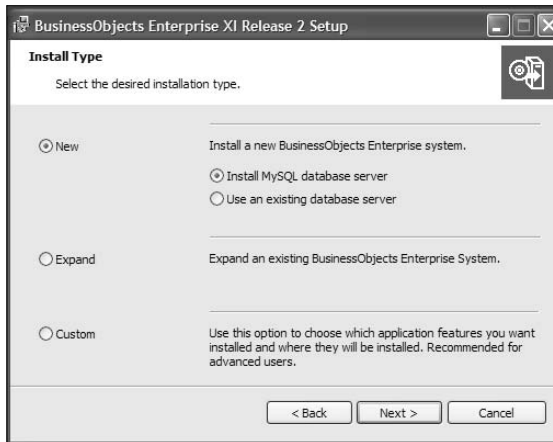 BusinessObjects Enterprise XI Release 2 Setup
Install Type
Select the desired installation type.
New
Install a new BusinessObjects Enterprise system.
Install MySQL database server
Use an existing database server
Expand
Expand an existing BusinessObjects Enterprise System.
Custom
Use this option to choose which application features you want
installed and where they will be installed. Recommended for
advanced users.
< Back
Next >
Cancel